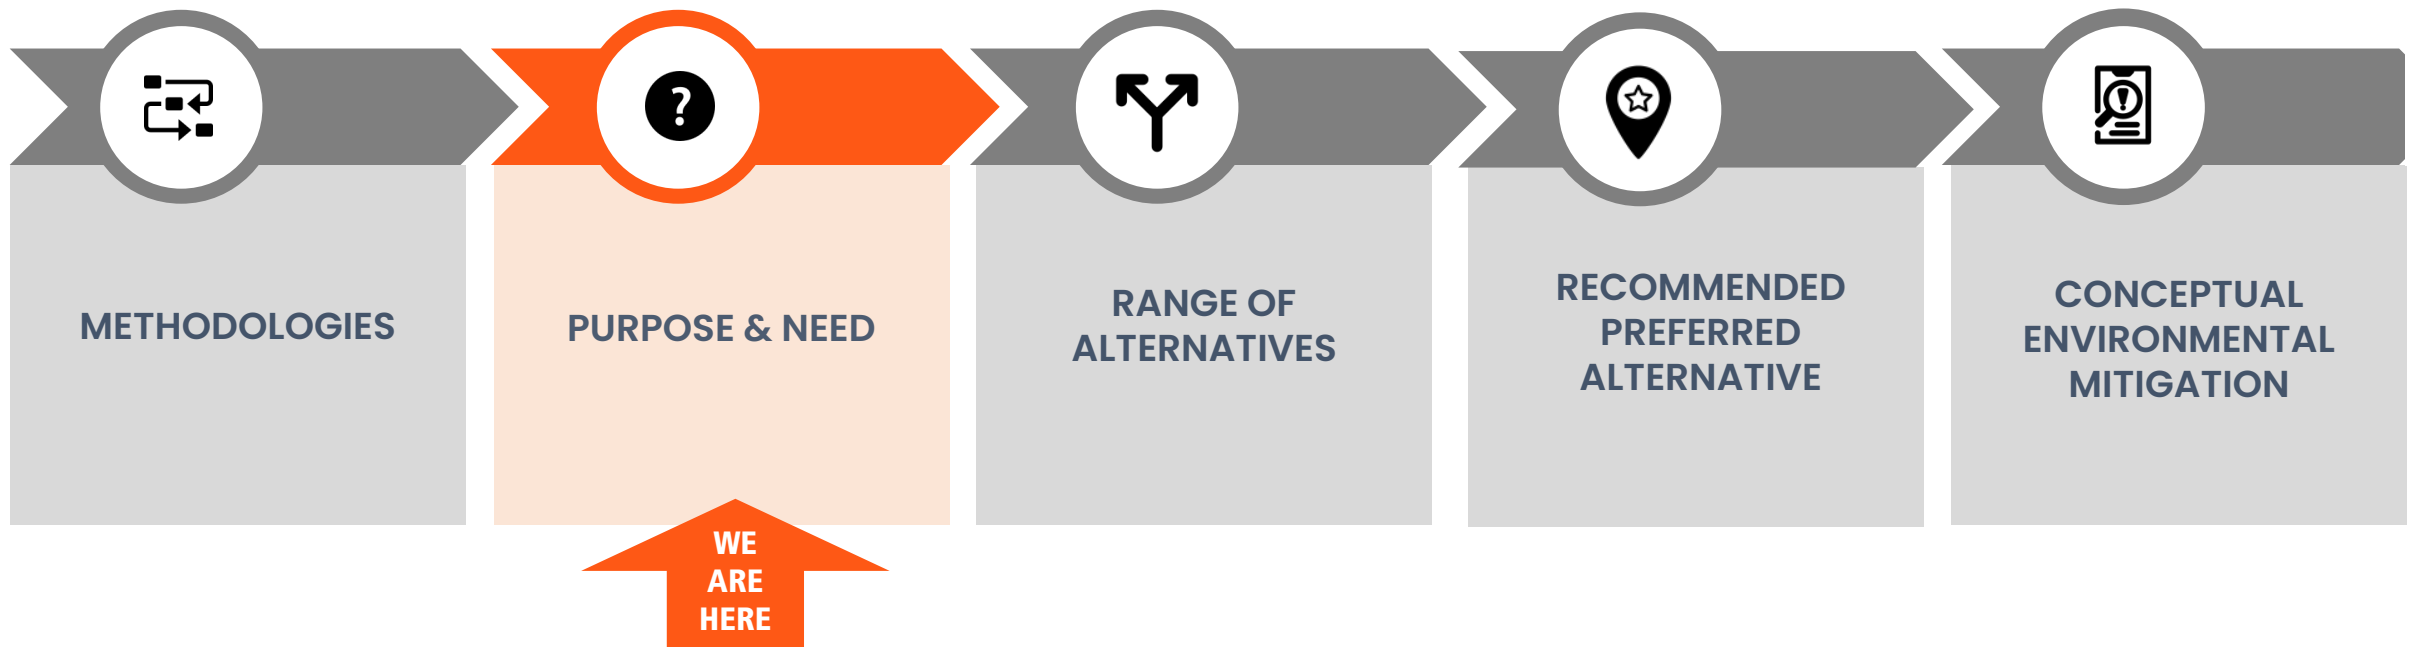 ?
METHODOLOGIES
PURPOSE & NEED
RANGE OF
ALTERNATIVES
RECOMMENDED
PREFERRED
ALTERNATIVE
CONCEPTUAL
ENVIRONMENTAL
MITIGATION
WE
ARE
HERE